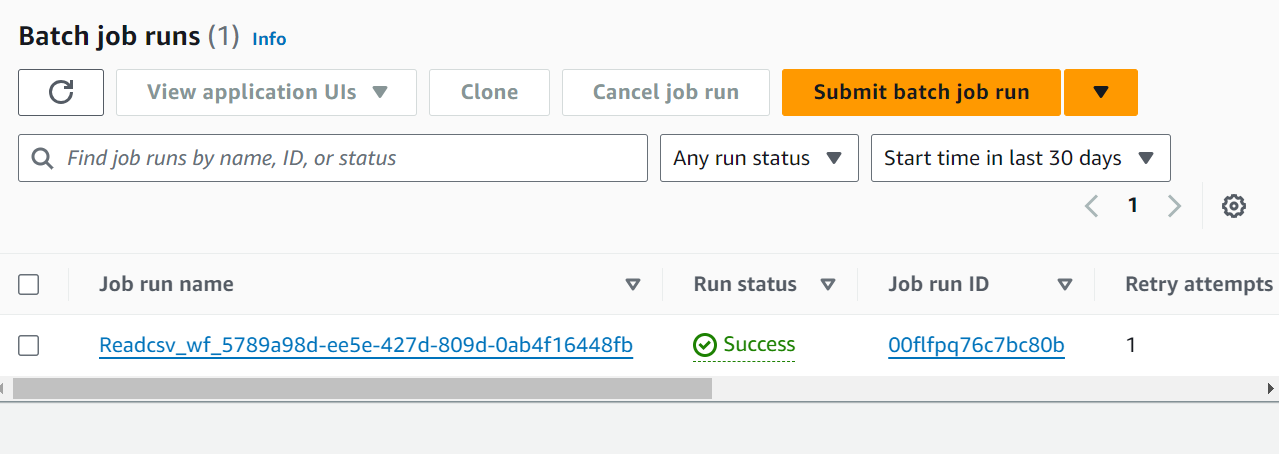 Batch job runs (1) Info
View application UIs Clone Cancel job run Submit batch job run
Find job runs by name, ID, or status Any run status Start time in last 30 days
1
Job run name Run status Job run ID Retry attempts
Readcsv_wf_5789a98d-ee5e-427d-809d-0ab4f16448fb Success 00flfpq76c7bc80b 1